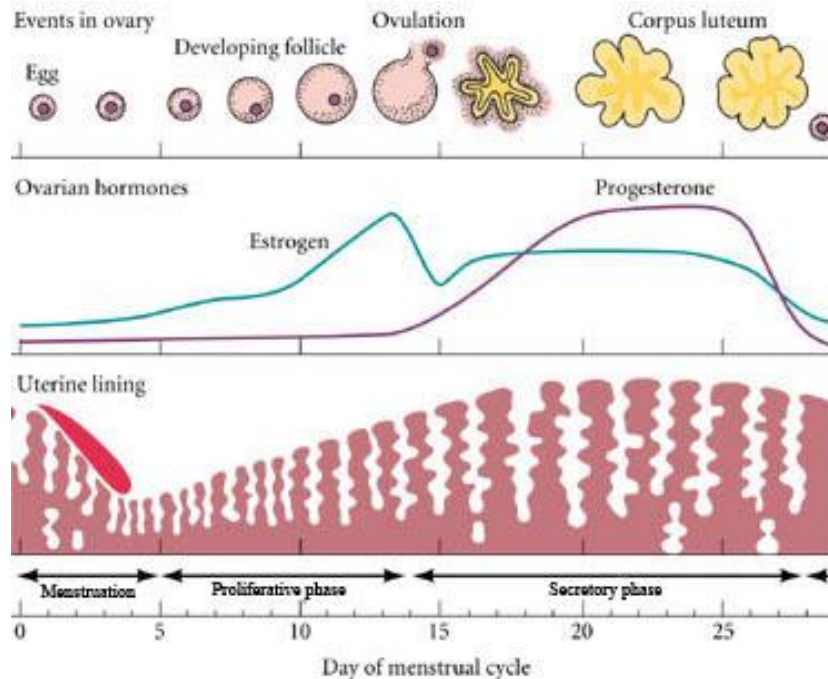 Events in ovary
Ovulation
Corpus luteum
Developing follicle
Egg
Ovarian hormones
Progesterone
Estrogen
Uterine lining
Menstruation
Proliferative phase
Secretory phase
0 5 10 15 20 25
Day of menstrual cycle